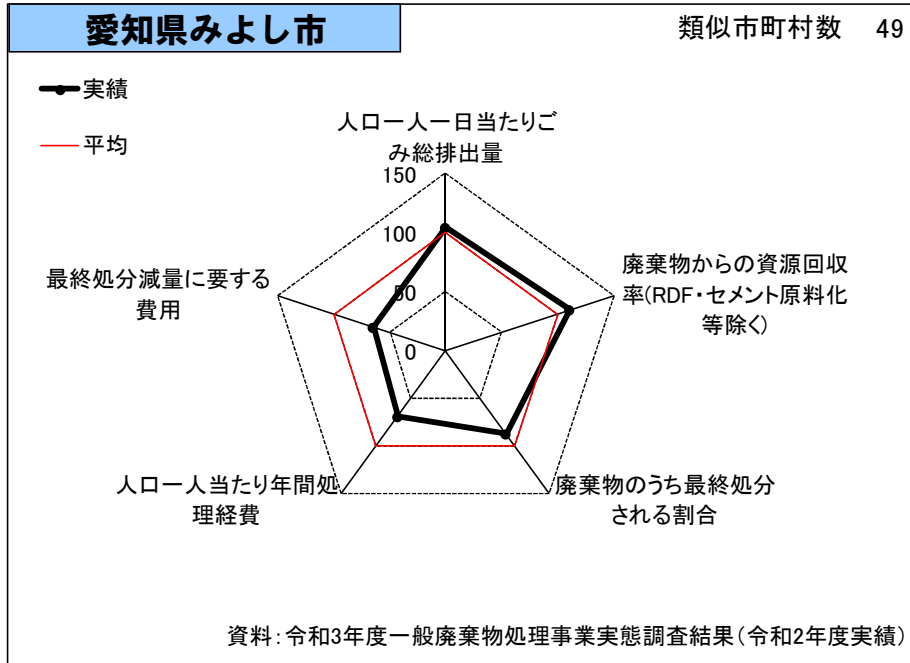 愛知県みよし市
類似市町村数 49
実績
平均
人口一人一日当たりご
み総排出量
150
100
50
0
廃棄物からの資源回収
率(RDF・セメント原料化
等除く)
最終処分減量に要する
費用
人口一人当たり年間処
理経費
廃棄物のうち最終処分
される割合
資料:令和3年度一般廃棄物処理事業実態調査結果(令和2年度実績)